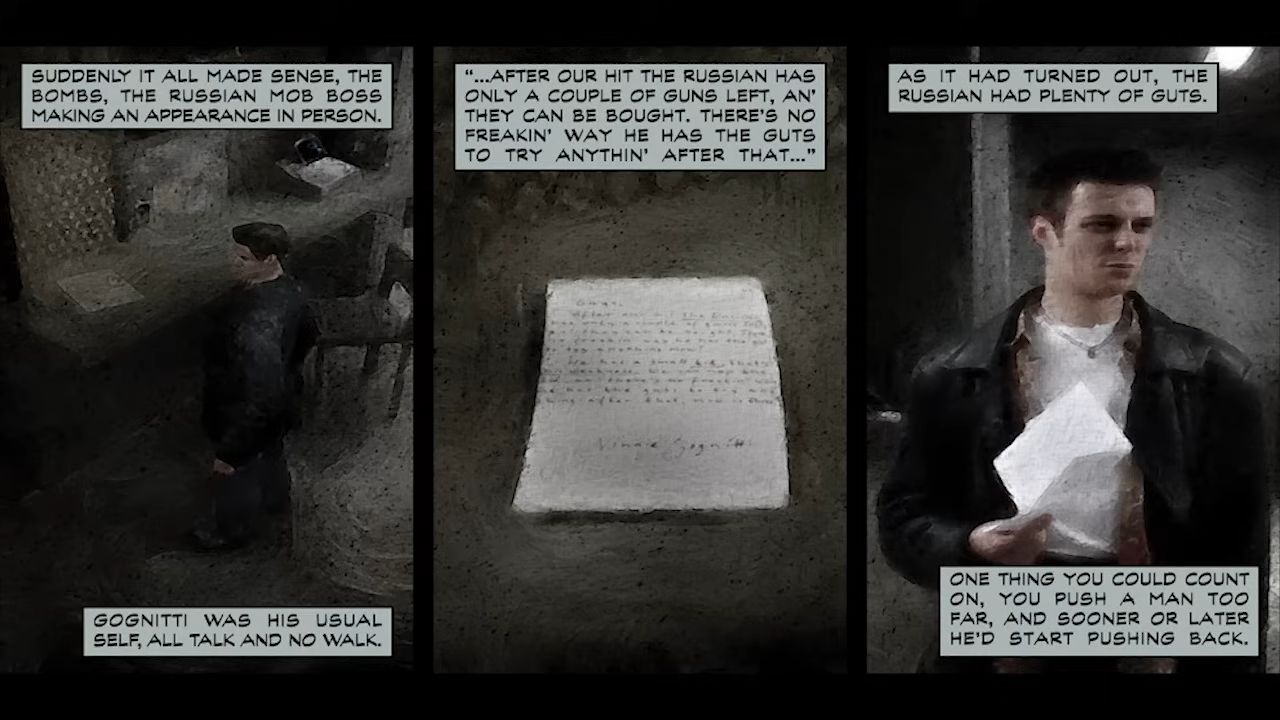 SUDDENLY IT ALL MADE SENSE, THE
BOMBS, THE RUSSIAN MOB BOSS
MAKING AN APPEARANCE IN PERSON.
GOGNITTI WAS HIS USUAL
SELF, ALL TALK AND NO WALK.
"...AFTER OUR HIT THE RUSSIAN HAS
ONLY A COUPLE OF GUNS LEFT, AN'
THEY CAN BE BOUGHT. THERE'S NO
FREAKIN' WAY HE HAS THE GUTS
TO TRY ANYTHIN' AFTER THAT..."
Vinnie Gognitti
AS IT HAD TURNED OUT, THE
RUSSIAN HAD PLENTY OF GUTS.
ONE THING YOU COULD COUNT
ON, YOU PUSH A MAN TOO
FAR, AND SOONER OR LATER
HE'D START PUSHING BACK.